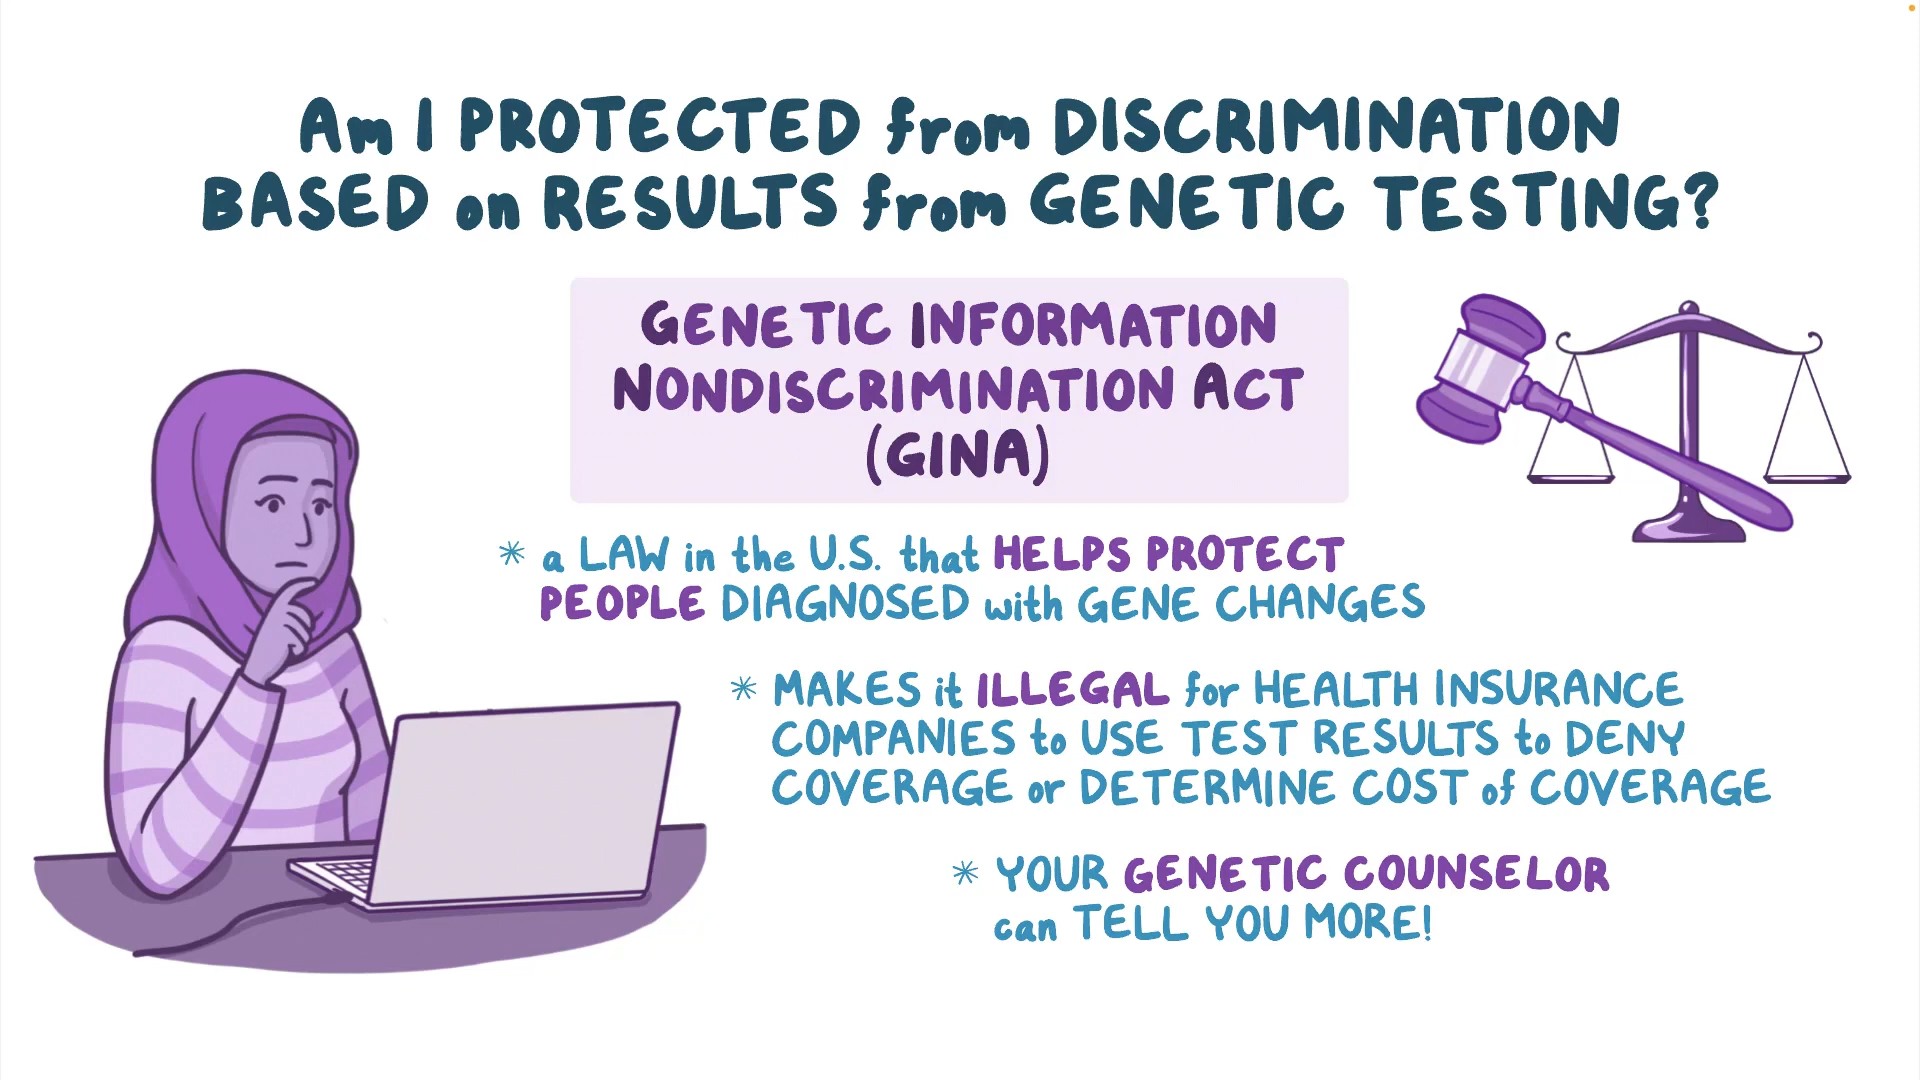 Am I PROTECTED from DISCRIMINATION
BASED on RESULTS from GENETIC TESTING?
GENETIC INFORMATION
NONDISCRIMINATION ACT
(GINA)
* a LAW in the U.S. that HELPS PROTECT
PEOPLE DIAGNOSED with GENE CHANGES
* MAKES it ILLEGAL for HEALTH INSURANCE
COMPANIES to USE TEST RESULTS to DENY
COVERAGE or DETERMINE COST of COVERAGE
* YOUR GENETIC COUNSELOR
can TELL YOU MORE!